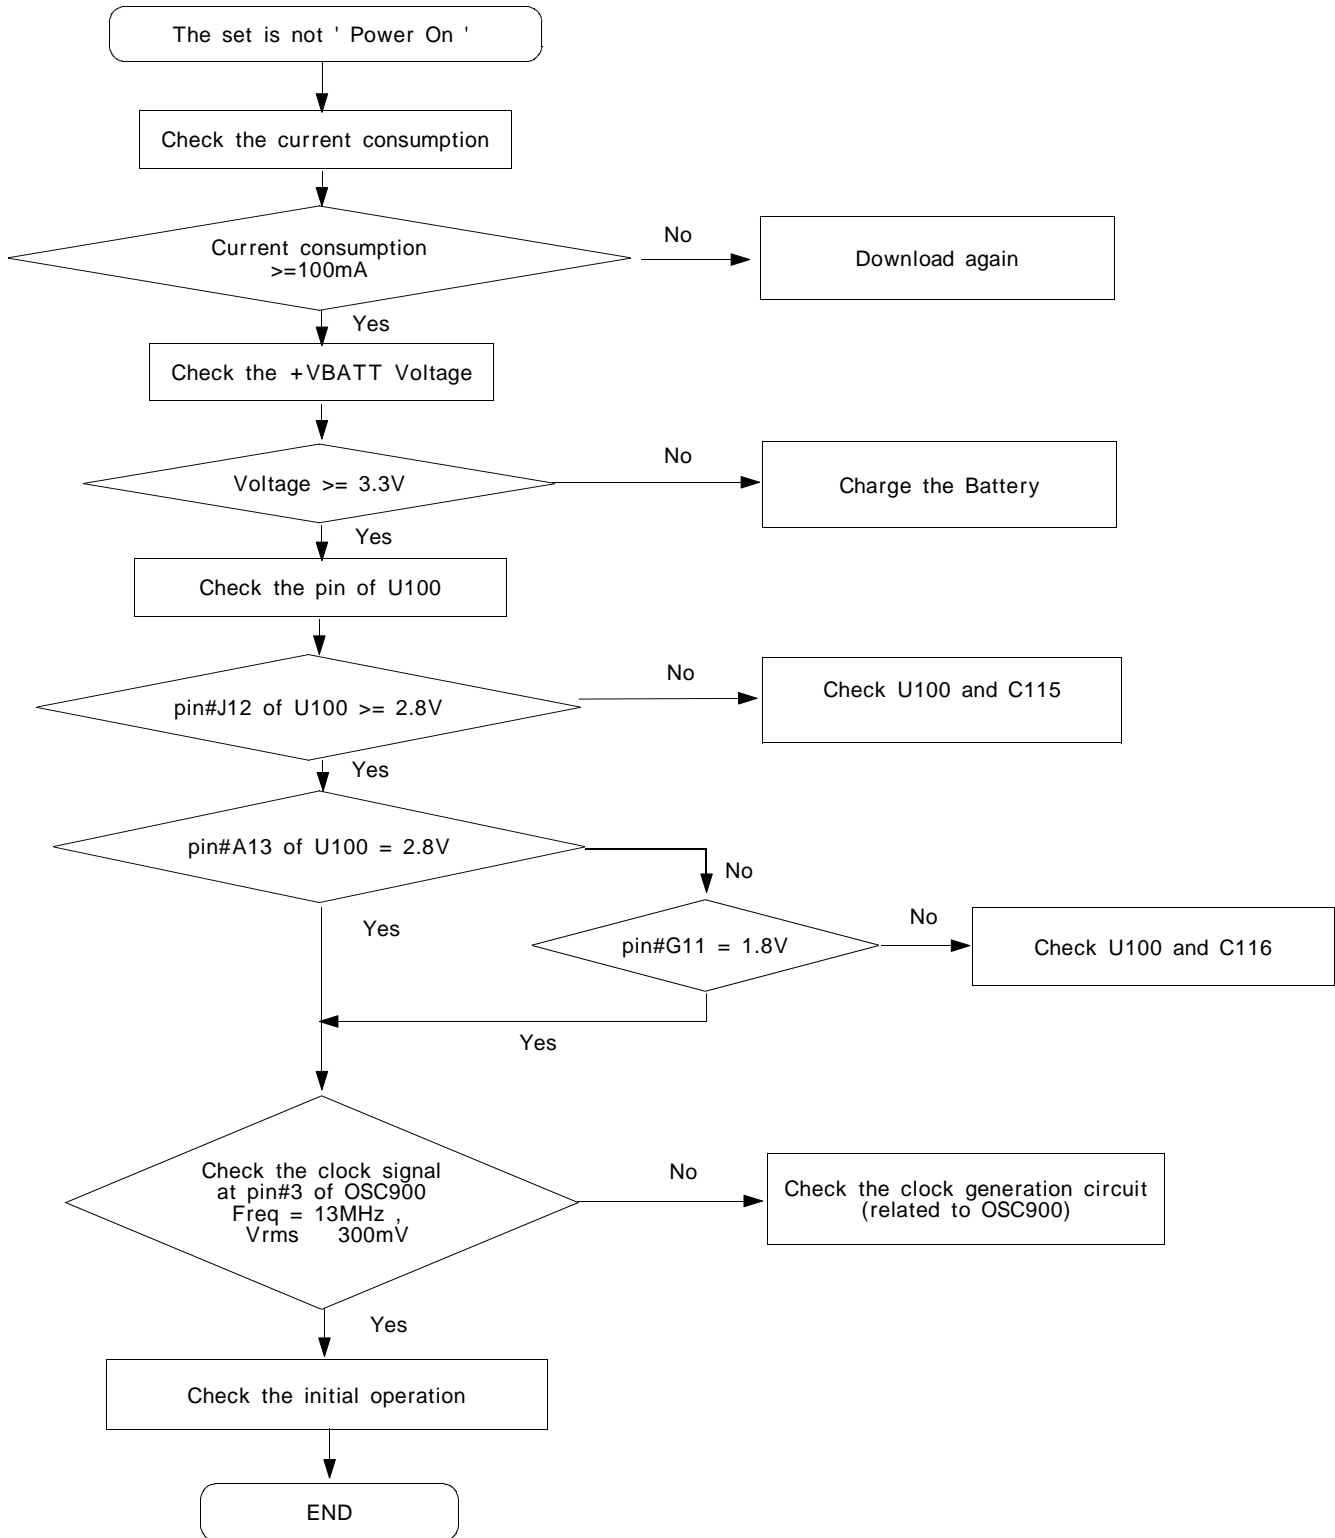 The set is not ' Power On '
Check the current consumption
Current consumption
>=100mA
No
Download again
Yes
Check the +VBATT Voltage
Voltage >= 3.3V
No
Charge the Battery
Yes
Check the pin of U100
pin#J12 of U100 >= 2.8V
No
Check U100 and C115
Yes
pin#A13 of U100 = 2.8V
No
Yes
pin#G11 = 1.8V
No
Check U100 and C116
Yes
Check the clock signal
at pin#3 of OSC900
Freq = 13MHz ,
Vrms 300mV
No
Check the clock generation circuit
(related to OSC900)
Yes
Check the initial operation
END